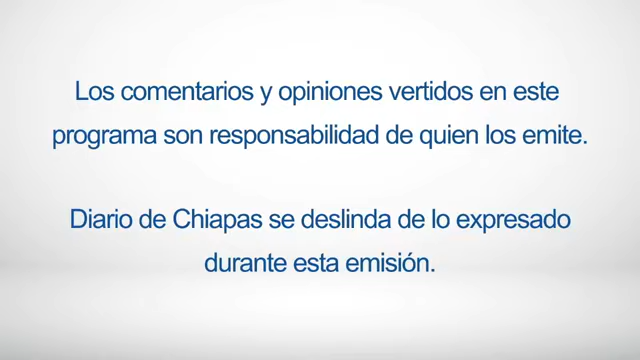 Los comentarios y opiniones vertidos en este
programa son responsabilidad de quien los emite.
Diario de Chiapas se deslinda de lo expresado
durante esta emisión.